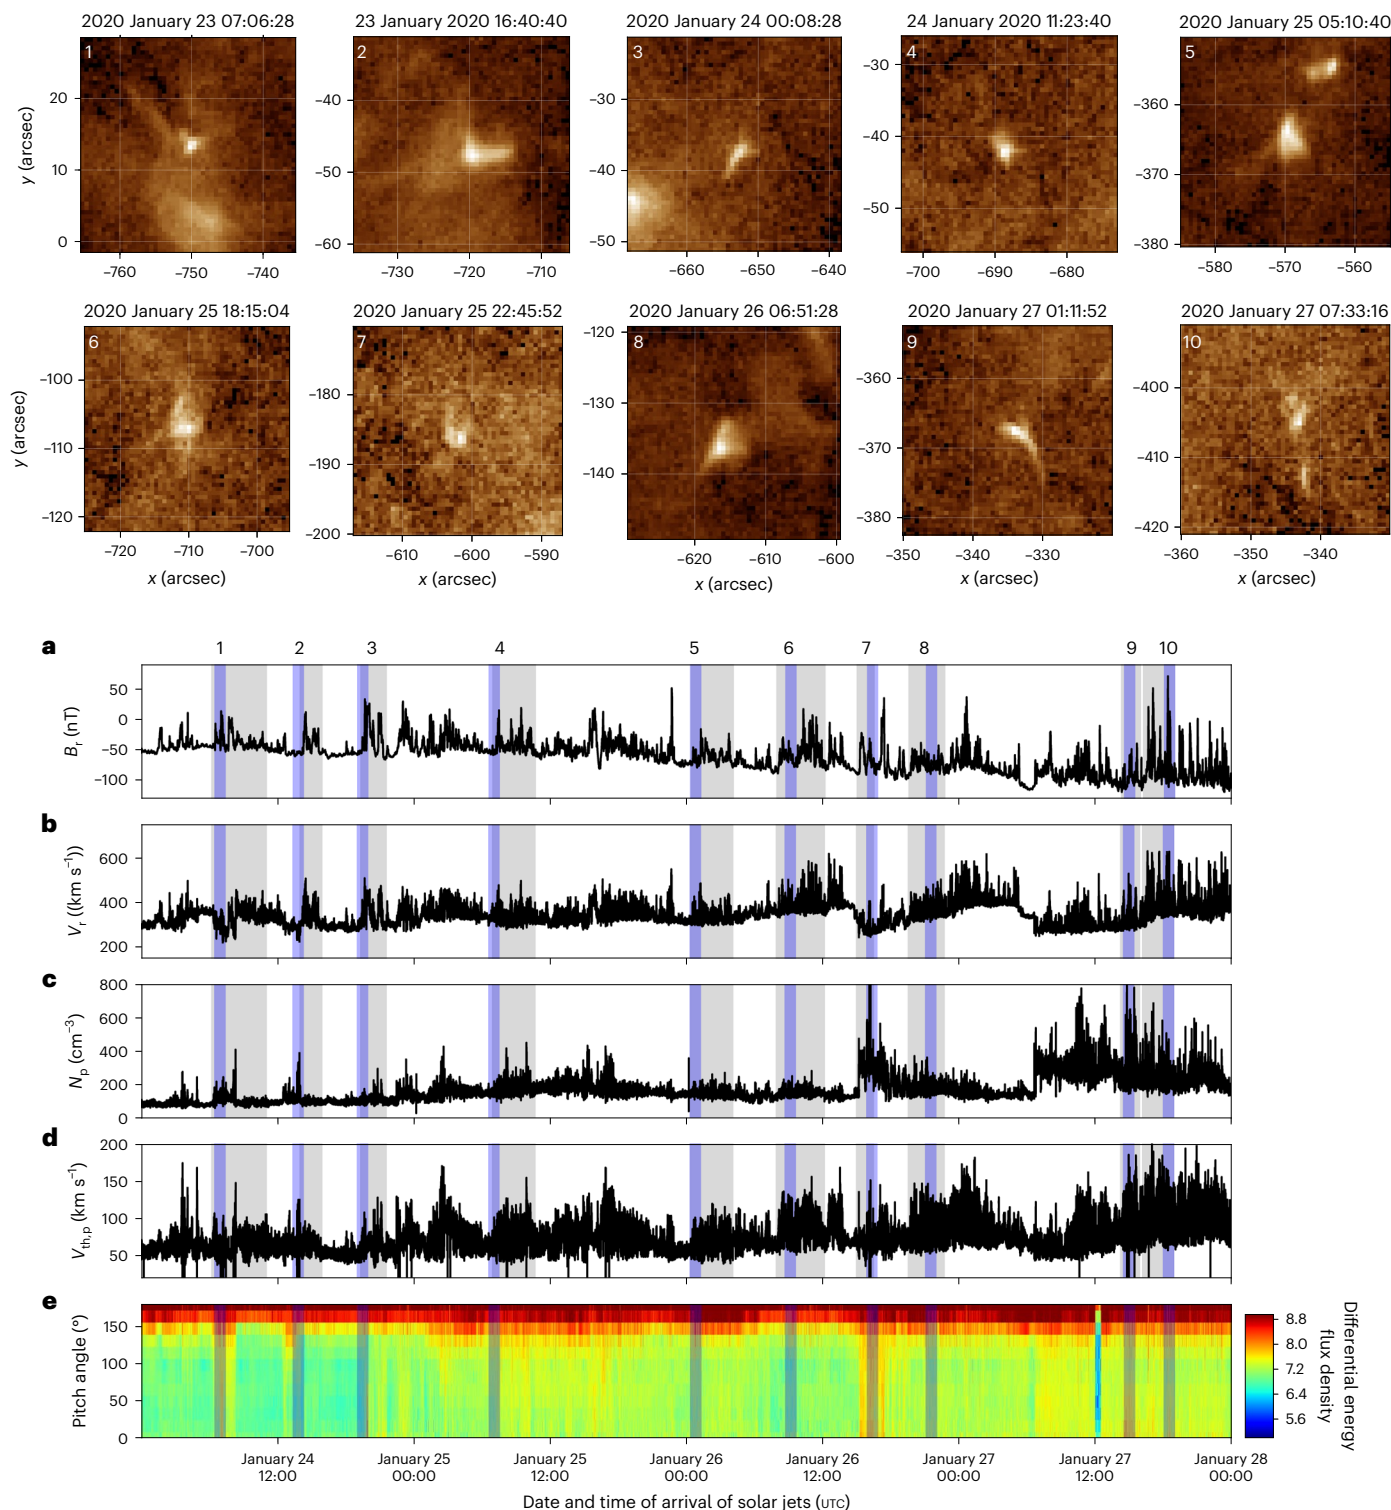 2020 January 23 07:06:28
23 January 2020 16:40:40
2020 January 24 00:08:28
24 January 2020 11:23:40
2020 January 25 05:10:40
1
2
3
4
5
y (arcsec)
20
10
0
−40
−50
−60
−30
−40
−50
−30
−40
−50
−360
−370
−380
−760 −750 −740
−730 −720 −710
−660 −650 −640
−700 −690 −680
−580 −570 −560
2020 January 25 18:15:04
2020 January 25 22:45:52
2020 January 26 06:51:28
2020 January 27 01:11:52
2020 January 27 07:33:16
6
7
8
9
10
y (arcsec)
−100
−110
−120
−180
−190
−200
−120
−130
−140
−360
−370
−380
−400
−410
−420
−720 −710 −700
−610 −600 −590
−620 −610 −600
−350 −340 −330
−360 −350 −340
x (arcsec)
x (arcsec)
x (arcsec)
x (arcsec)
x (arcsec)
a
1 2 3 4 5 6 7 8 9 10
Br (nT)
50
0
−50
−100
b
Vr ((km s−1))
600
400
200
c
Np (cm−3)
800
600
400
200
0
d
Vth,p (km s−1)
200
150
100
50
e
Pitch angle (°)
150
100
50
0
8.8
8.0
7.2
6.4
5.6
Differential energy
flux density
January 24
12:00
January 25
00:00
January 25
12:00
January 26
00:00
January 26
12:00
January 27
00:00
January 27
12:00
January 28
00:00
Date and time of arrival of solar jets (UTC)